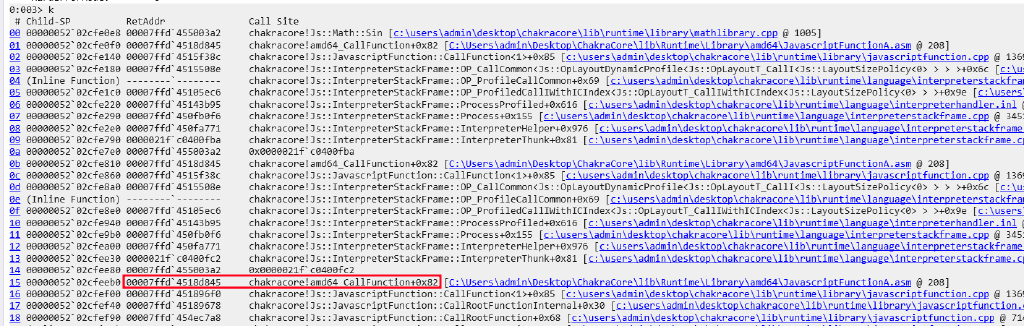 0:003> k
# Child-SP RetAddr Call Site
00 00000052`02cfe0e8 00007ffd`455003a2 chakracore!Js::Math::Sin [c:\users\admin\desktop\chakracore\lib\runtime\library\mathlibrary.cpp @ 1005]
01 00000052`02cfe0f0 00007ffd`4518d845 chakracore!amd64_CallFunction+0x82 [C:\Users\admin\Desktop\ChakraCore\lib\Runtime\Library\amd64\JavascriptFunctionA.asm @ 208]
02 00000052`02cfe140 00007ffd`4515f38c chakracore!Js::JavascriptFunction::CallFunction<1>+0x85 [c:\users\admin\desktop\chakracore\lib\runtime\library\javascriptfunction.cpp @ 136
03 00000052`02cfe180 00007ffd`4515508e chakracore!Js::InterpreterStackFrame::OP_CallCommon<Js::OpLayoutDynamicProfile<Js::OpLayoutT_CallI<Js::LayoutSizePolicy<0> > > >+0x6c [c:\u
04 (Inline Function) --------`-------- chakracore!Js::InterpreterStackFrame::OP_ProfileCallCommon+0x69 [c:\users\admin\desktop\chakracore\lib\runtime\language\interpreterstackfra
05 00000052`02cfe1c0 00007ffd`45105ec6 chakracore!Js::InterpreterStackFrame::OP_ProfiledCallIWithICIndex<Js::OpLayoutT_CallIWithICIndex<Js::LayoutSizePolicy<0> > >+0x9e [c:\us
06 00000052`02cfe220 00007ffd`45143b95 chakracore!Js::InterpreterStackFrame::ProcessProfiled+0x616 [c:\users\admin\desktop\chakracore\lib\runtime\language\interpreterhandler.inl @
07 00000052`02cfe290 00007ffd`450fb0f6 chakracore!Js::InterpreterStackFrame::Process+0x155 [c:\users\admin\desktop\chakracore\lib\runtime\language\interpreterstackframe.cpp @ 345
08 00000052`02cfe2e0 00007ffd`450fa771 chakracore!Js::InterpreterStackFrame::InterpreterHelper+0x976 [c:\users\admin\desktop\chakracore\lib\runtime\language\interpreterstackframe.
09 00000052`02cfe790 0000021f`c0400fba chakracore!Js::InterpreterStackFrame::InterpreterThunk+0x81 [c:\users\admin\desktop\chakracore\lib\runtime\language\interpreterstackframe.c
0a 00000052`02cfe7e0 00007ffd`455003a2 0x0000021f`c0400fba
0b 00000052`02cfe810 00007ffd`4518d845 chakracore!amd64_CallFunction+0x82 [C:\Users\admin\Desktop\ChakraCore\lib\Runtime\Library\amd64\JavascriptFunctionA.asm @ 208]
0c 00000052`02cfe860 00007ffd`4515f38c chakracore!Js::JavascriptFunction::CallFunction<1>+0x85 [c:\users\admin\desktop\chakracore\lib\runtime\library\javascriptfunction.cpp @ 136
0d 00000052`02cfe8a0 00007ffd`4515508e chakracore!Js::InterpreterStackFrame::OP_CallCommon<Js::OpLayoutDynamicProfile<Js::OpLayoutT_CallI<Js::LayoutSizePolicy<0> > > >+0x6c [c:\u
0e (Inline Function) --------`-------- chakracore!Js::InterpreterStackFrame::OP_ProfileCallCommon+0x69 [c:\users\admin\desktop\chakracore\lib\runtime\language\interpreterstackfra
0f 00000052`02cfe8e0 00007ffd`45105ec6 chakracore!Js::InterpreterStackFrame::OP_ProfiledCallIWithICIndex<Js::OpLayoutT_CallIWithICIndex<Js::LayoutSizePolicy<0> > >+0x9e [c:\us
10 00000052`02cfe940 00007ffd`45143b95 chakracore!Js::InterpreterStackFrame::ProcessProfiled+0x616 [c:\users\admin\desktop\chakracore\lib\runtime\language\interpreterhandler.inl @
11 00000052`02cfe9b0 00007ffd`450fb0f6 chakracore!Js::InterpreterStackFrame::Process+0x155 [c:\users\admin\desktop\chakracore\lib\runtime\language\interpreterstackframe.cpp @ 345
12 00000052`02cfea00 00007ffd`450fa771 chakracore!Js::InterpreterStackFrame::InterpreterHelper+0x976 [c:\users\admin\desktop\chakracore\lib\runtime\language\interpreterstackframe.
13 00000052`02cfee30 0000021f`c0400fc2 chakracore!Js::InterpreterStackFrame::InterpreterThunk+0x81 [c:\users\admin\desktop\chakracore\lib\runtime\language\interpreterstackframe.c
14 00000052`02cfee80 00007ffd`455003a2 0x0000021f`c0400fc2
15 00000052`02cfeeb0 00007ffd`4518d845 chakracore!amd64_CallFunction+0x82 [C:\Users\admin\Desktop\ChakraCore\lib\Runtime\Library\amd64\JavascriptFunctionA.asm @ 208]
16 00000052`02cfef00 00007ffd`451896f0 chakracore!Js::JavascriptFunction::CallFunction<1>+0x85 [c:\users\admin\desktop\chakracore\lib\runtime\library\javascriptfunction.cpp @ 136
17 00000052`02cfef40 00007ffd`45189678 chakracore!Js::JavascriptFunction::CallRootFunctionInternal+0x30 [c:\users\admin\desktop\chakracore\lib\runtime\library\javascriptfunction.c
18 00000052`02cfef90 00007ffd`454ec7a8 chakracore!Js::JavascriptFunction::CallRootFunction+0x68 [c:\users\admin\desktop\chakracore\lib\runtime\library\javascriptfunction.cpp @ 71